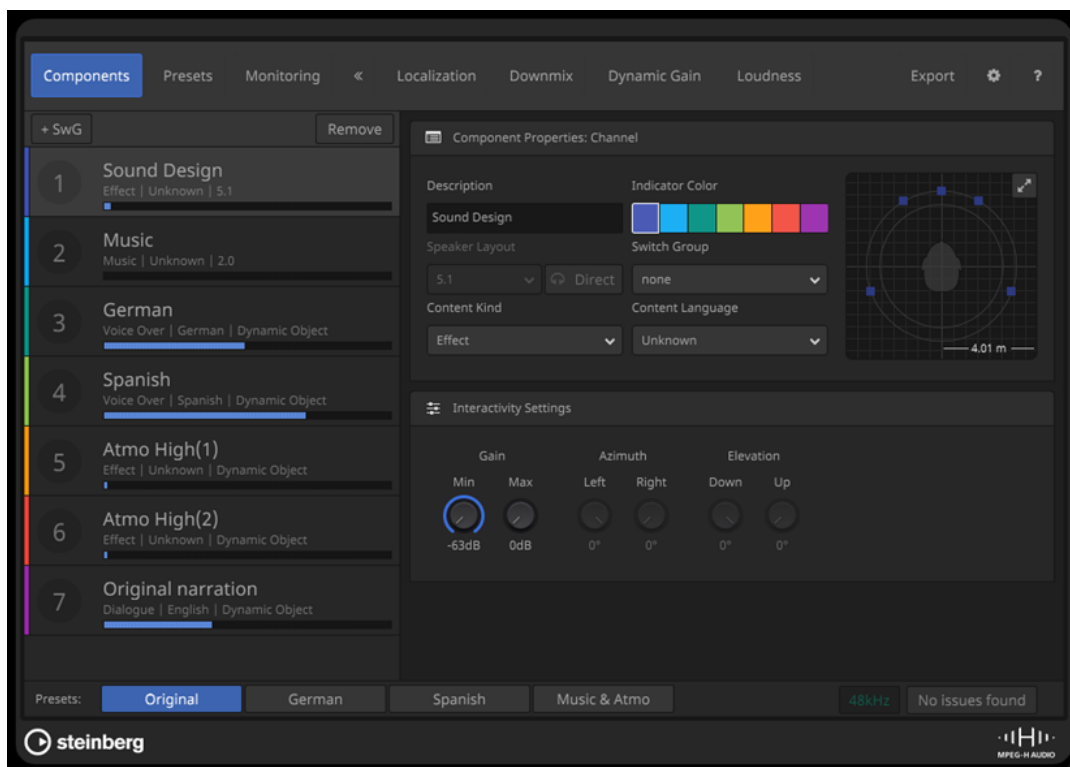 Components Presets Monitoring « Localization Downmix Dynamic Gain Loudness Export ?
+ SwG Remove
1 Sound Design
Effect | Unknown | 5.1
2 Music
Music | Unknown | 2.0
3 German
Voice Over | German | Dynamic Object
4 Spanish
Voice Over | Spanish | Dynamic Object
5 Atmo High(1)
Effect | Unknown | Dynamic Object
6 Atmo High(2)
Effect | Unknown | Dynamic Object
7 Original narration
Dialogue | English | Dynamic Object
Component Properties: Channel
Description Indicator Color
Sound Design
Speaker Layout Switch Group
5.1 Direct none
Content Kind Content Language
Effect Unknown
4.01 m
Interactivity Settings
Gain Azimuth Elevation
Min Max Left Right Down Up
-63dB 0dB 0° 0° 0° 0°
Presets: Original German Spanish Music & Atmo 48kHz No issues found
steinberg
MPEG-H AUDIO